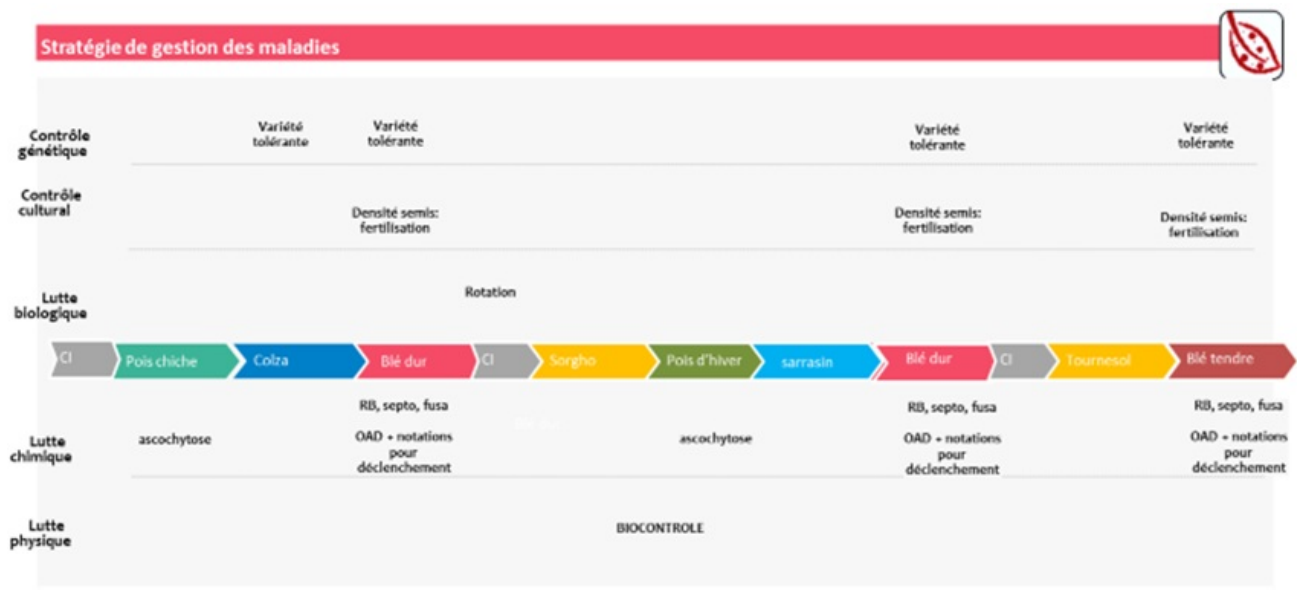 Stratégie de gestion des maladies
Contrôle
génétique
Variété
tolérante
Variété
tolérante
Variété
tolérante
Variété
tolérante
Contrôle
cultural
Densité semis:
fertilisation
Densité semis:
fertilisation
Densité semis:
fertilisation
Lutte
biologique
Rotation
CI
Pois chiche
Colza
Blé dur
CI
Sorgho
Pois d'hiver
sarrasin
Blé dur
CI
Tournesol
Blé tendre
Lutte
chimique
ascochytose
RB, septo, fusa
OAD + notations
pour
déclenchement
ascochytose
RB, septo, fusa
OAD + notations
pour
déclenchement
RB, septo, fusa
OAD + notations
pour
déclenchement
Lutte
physique
BIOCONTROLE